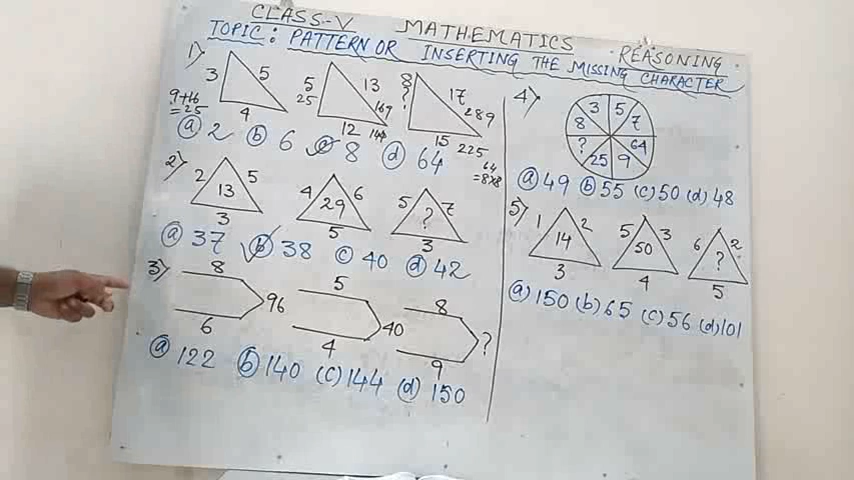 CLASS-V MATHEMATICS
TOPIC: PATTERN OR INSERTING THE MISSING CHARACTER
REASONING
1)
3 5 4
9+16
=25
5 25 13 169 12 144
8 ? 17 289 15 225
64
=8x8
(a) 2 (b) 6 (c) 8 (d) 64
2)
2 5 13 3
4 6 29 5
5 7 ? 3
(a) 37 (b) 38 (c) 40 (d) 42
3)
8 96 6
5 40 4
8 ? 9
(a) 122 (b) 140 (c) 144 (d) 150
4)
3 5 7 64 9 25 ? 8
(a) 49 (b) 55 (c) 50 (d) 48
5)
1 2 14 3
5 3 50 4
6 2 ? 5
(a) 150 (b) 65 (c) 56 (d) 101